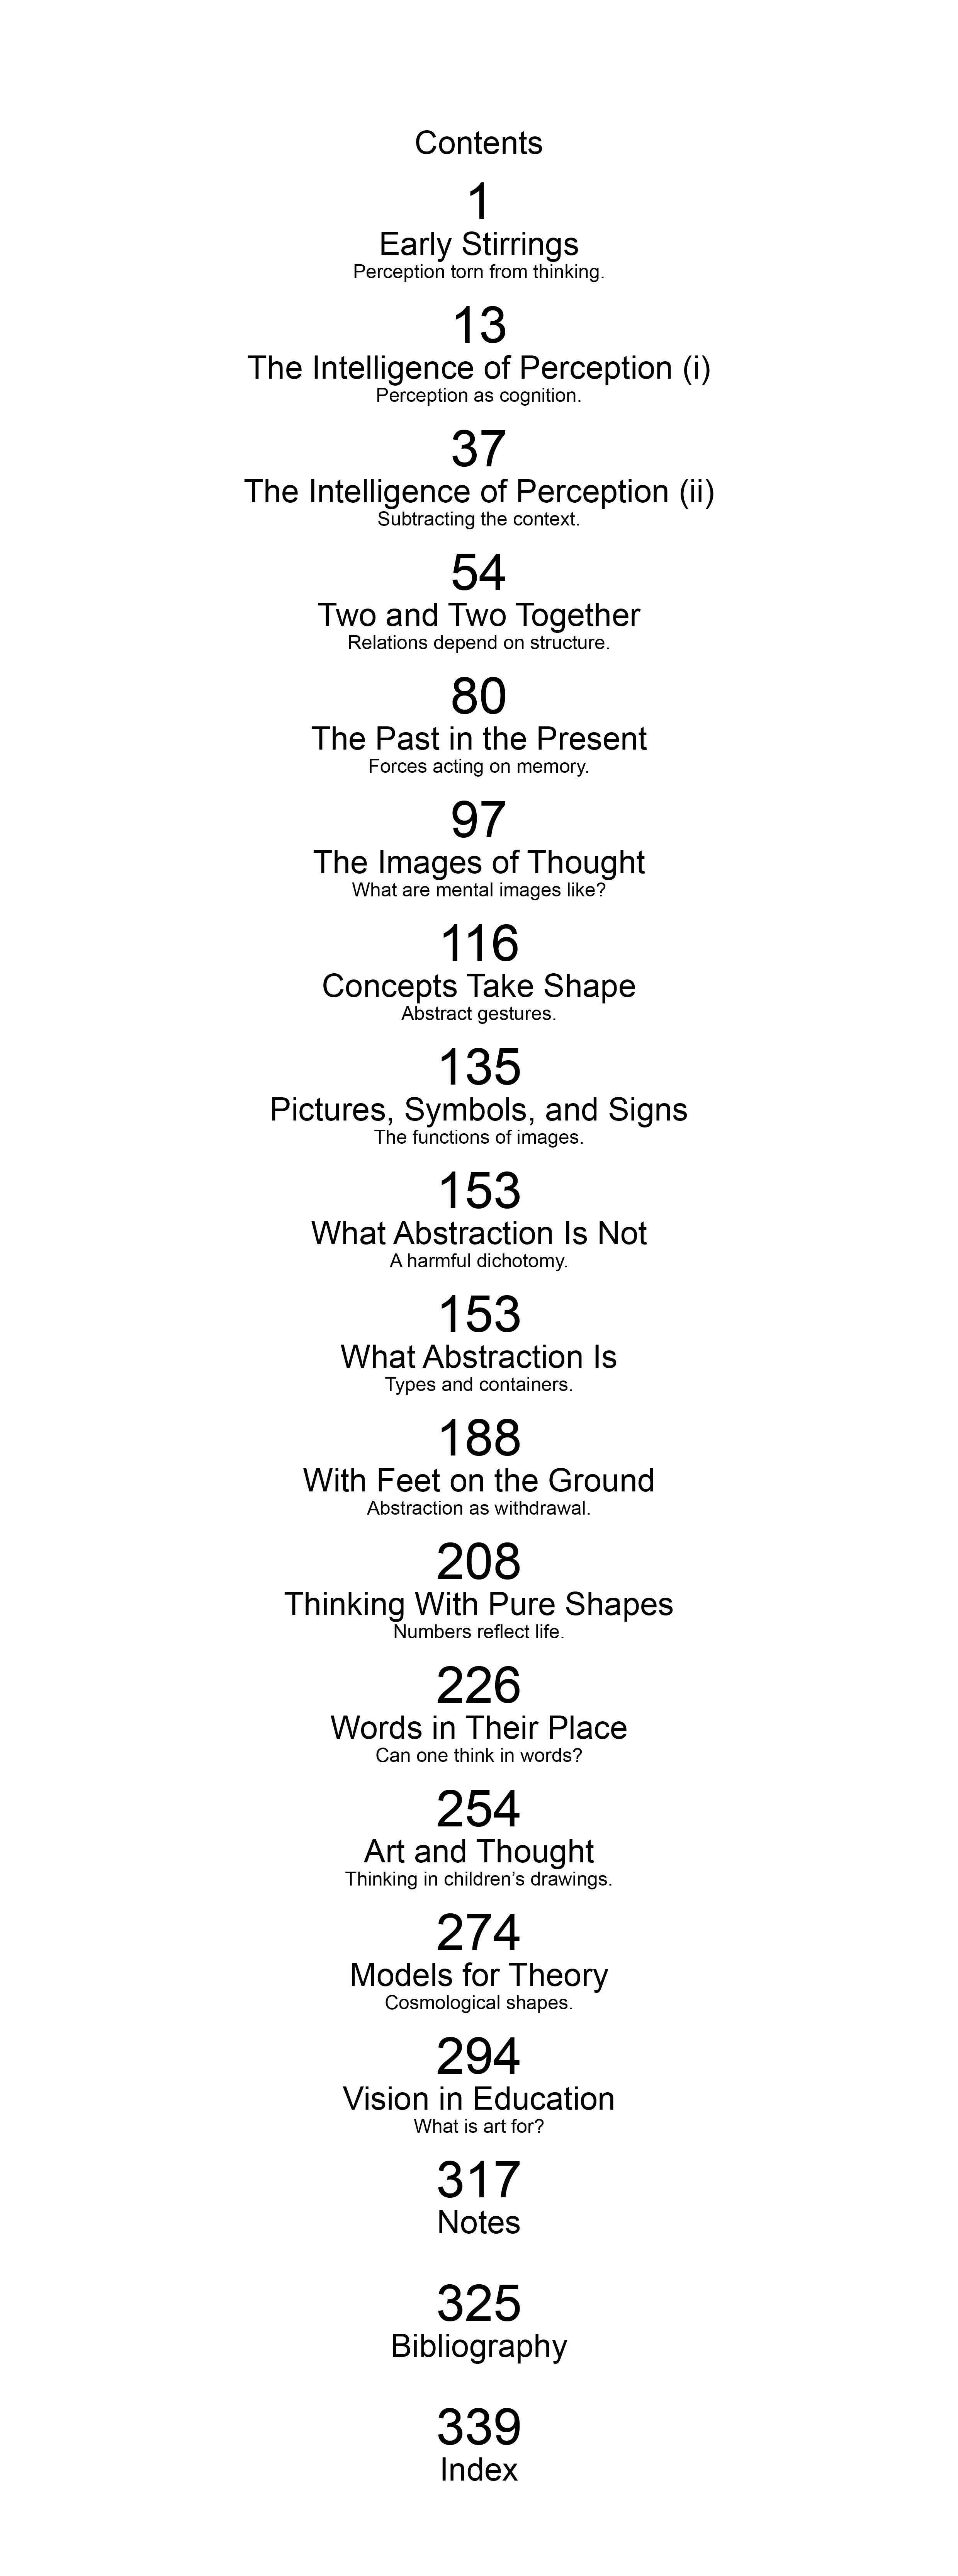 Contents
1
Early Stirrings
Perception torn from thinking.
13
The Intelligence of Perception (i)
Perception as cognition.
37
The Intelligence of Perception (ii)
Subtracting the context.
54
Two and Two Together
Relations depend on structure.
80
The Past in the Present
Forces acting on memory.
97
The Images of Thought
What are mental images like?
116
Concepts Take Shape
Abstract gestures.
135
Pictures, Symbols, and Signs
The functions of images.
153
What Abstraction Is Not
A harmful dichotomy.
153
What Abstraction Is
Types and containers.
188
With Feet on the Ground
Abstraction as withdrawal.
208
Thinking With Pure Shapes
Numbers reflect life.
226
Words in Their Place
Can one think in words?
254
Art and Thought
Thinking in children’s drawings.
274
Models for Theory
Cosmological shapes.
294
Vision in Education
What is art for?
317
Notes
325
Bibliography
339
Index